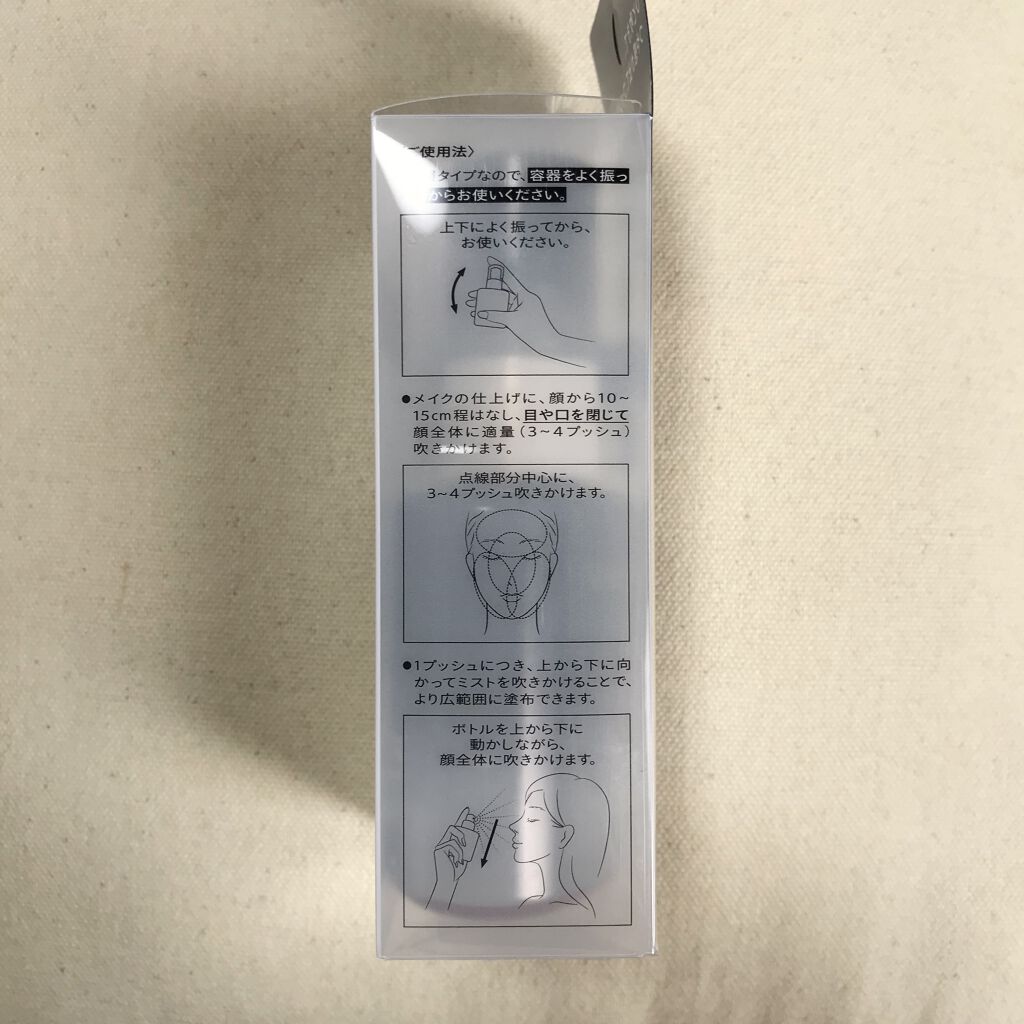 ご使用法〉
タイプなので、容器をよく振っ
からお使いください。
上下によく振ってから、
お使いください。
●メイクの仕上げに、顔から10～
15cm程はなし、目や口を閉じて
顔全体に適量（3～4プッシュ）
吹きかけます。
点線部分中心に、
3～4プッシュ吹きかけます。
●1プッシュにつき、上から下に向
かってミストを吹きかけることで、
より広範囲に塗布できます。
ボトルを上から下に
動かしながら、
顔全体に吹きかけます。